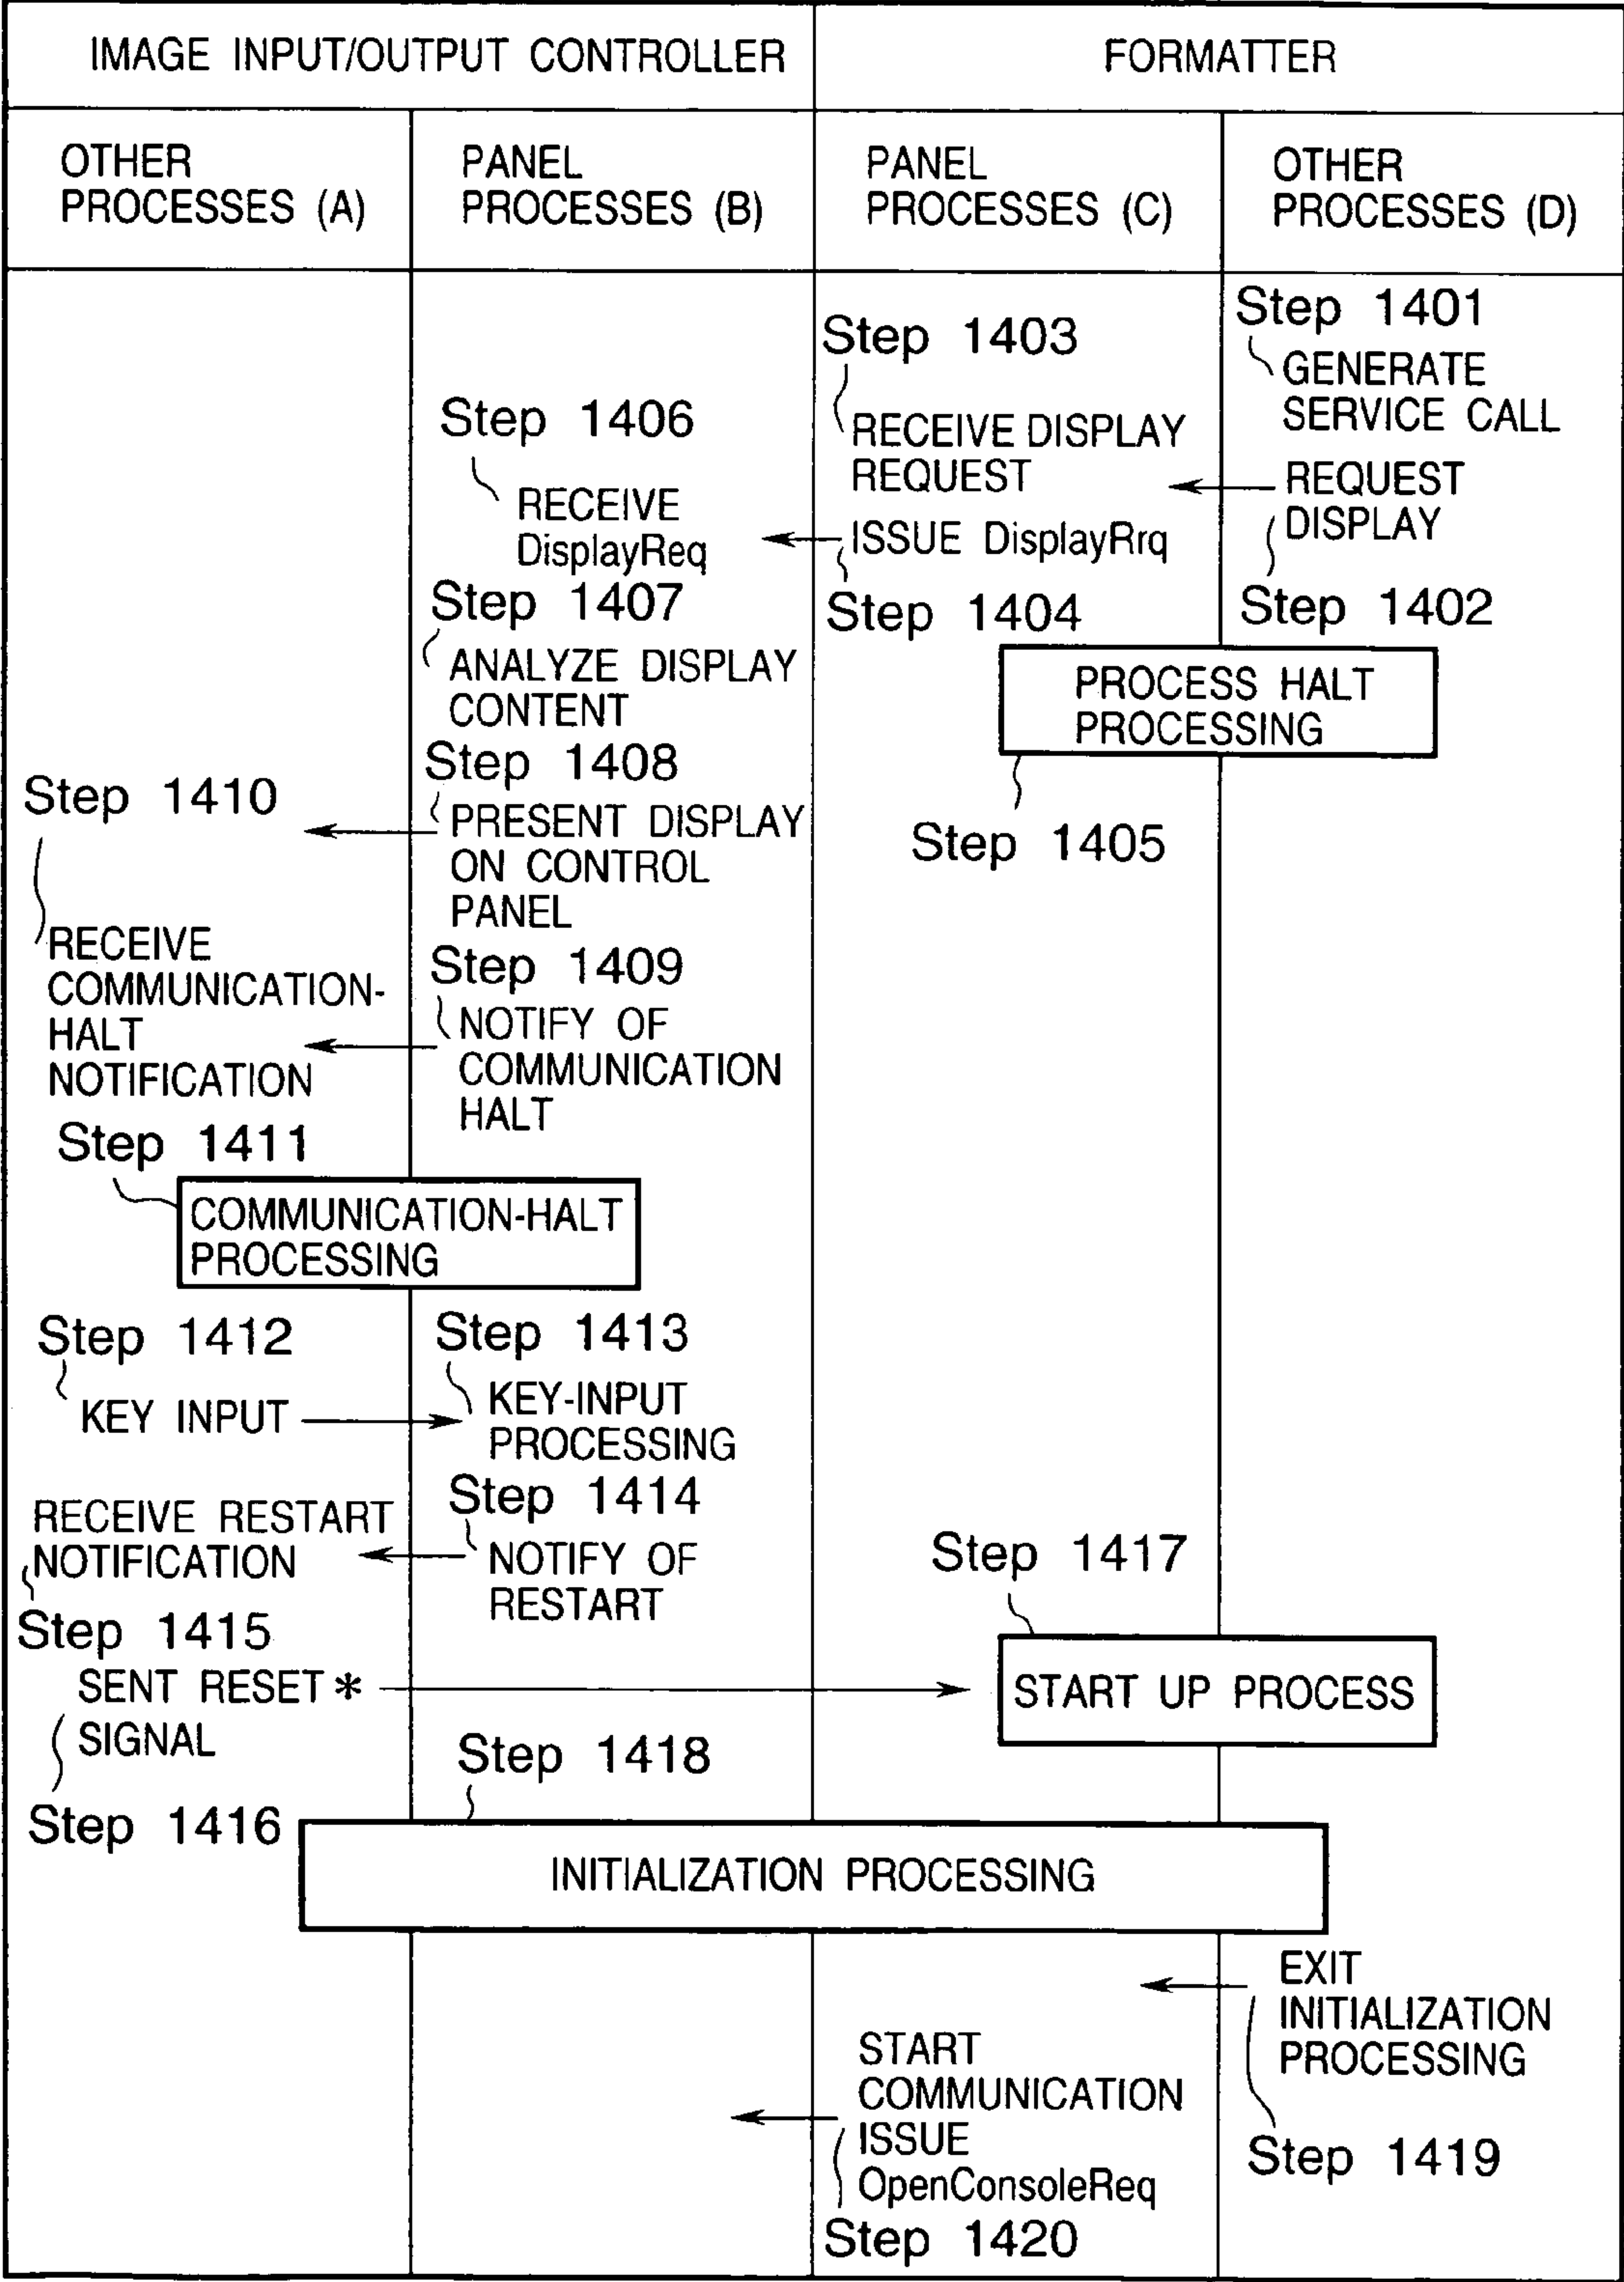 IMAGE INPUT/OUTPUT CONTROLLER
FORMATTER
OTHER
PROCESSES (A)
PANEL
PROCESSES (B)
PANEL
PROCESSES (C)
OTHER
PROCESSES (D)
Step 1401
GENERATE
SERVICE CALL
REQUEST
DISPLAY
Step 1402
Step 1403
RECEIVE DISPLAY
REQUEST
ISSUE DisplayRrq
Step 1404
PROCESS HALT
PROCESSING
Step 1405
Step 1406
RECEIVE
DisplayReq
Step 1407
ANALYZE DISPLAY
CONTENT
Step 1408
PRESENT DISPLAY
ON CONTROL
PANEL
Step 1409
NOTIFY OF
COMMUNICATION
HALT
Step 1410
RECEIVE
COMMUNICATION-
HALT
NOTIFICATION
Step 1411
COMMUNICATION-HALT
PROCESSING
Step 1412
KEY INPUT
Step 1413
KEY-INPUT
PROCESSING
Step 1414
NOTIFY OF
RESTART
RECEIVE RESTART
NOTIFICATION
Step 1415
SENT RESET *
SIGNAL
Step 1416
Step 1417
START UP PROCESS
Step 1418
INITIALIZATION PROCESSING
EXIT
INITIALIZATION
PROCESSING
Step 1419
START
COMMUNICATION
ISSUE
OpenConsoleReq
Step 1420